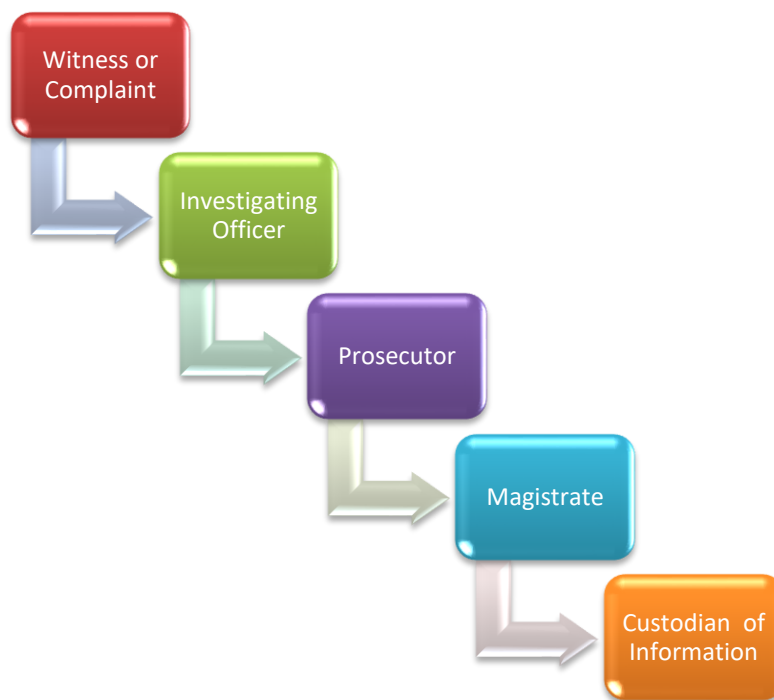 Witness or
Complaint
Investigating
Officer
Prosecutor
Magistrate
Custodian of
Information